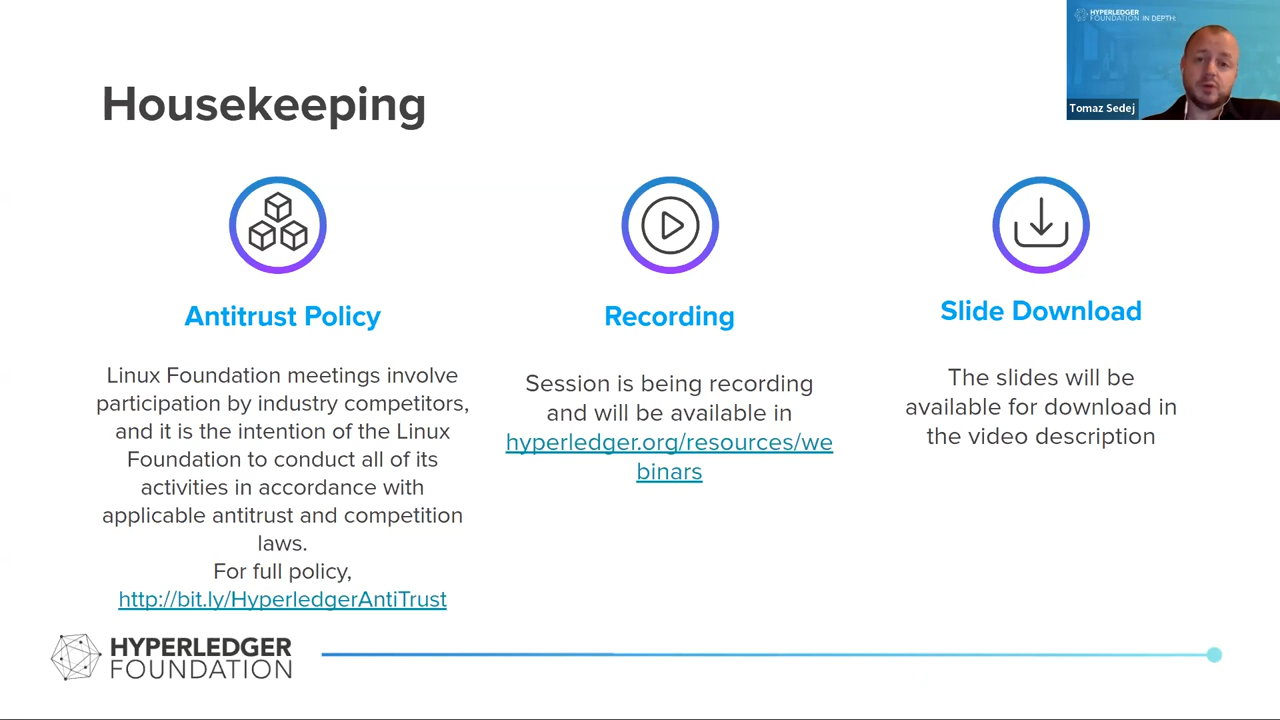 HYPERLEDGER
FOUNDATION IN DEPTH:
Tomaz Sedej
Housekeeping
Antitrust Policy
Linux Foundation meetings involve
participation by industry competitors,
and it is the intention of the Linux
Foundation to conduct all of its
activities in accordance with
applicable antitrust and competition
laws.
For full policy,
http://bit.ly/HyperledgerAntiTrust
Recording
Session is being recording
and will be available in
hyperledger.org/resources/we
binars
Slide Download
The slides will be
available for download in
the video description
HYPERLEDGER
FOUNDATION